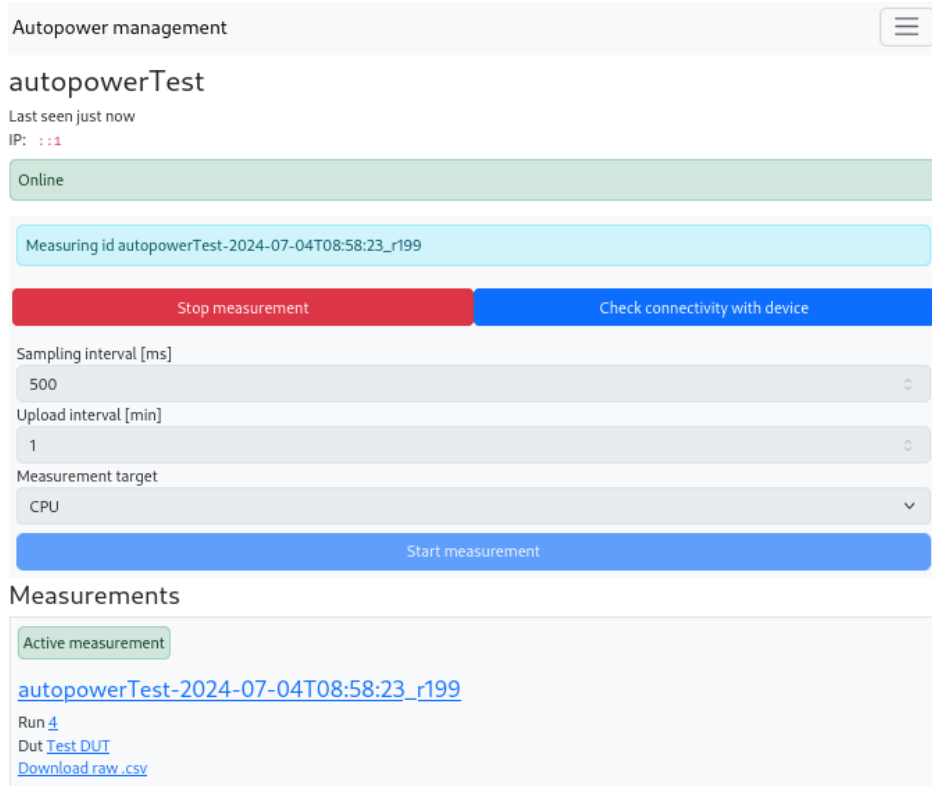 Autopower management
autopowerTest
Last seen just now
IP: ::1
Online
Measuring id autopowerTest-2024-07-04T08:58:23_r199
Stop measurement
Check connectivity with device
Sampling interval [ms]
500
Upload interval [min]
1
Measurement target
CPU
Start measurement
Measurements
Active measurement
autopowerTest-2024-07-04T08:58:23_r199
Run 4
Dut Test DUT
Download raw .csv